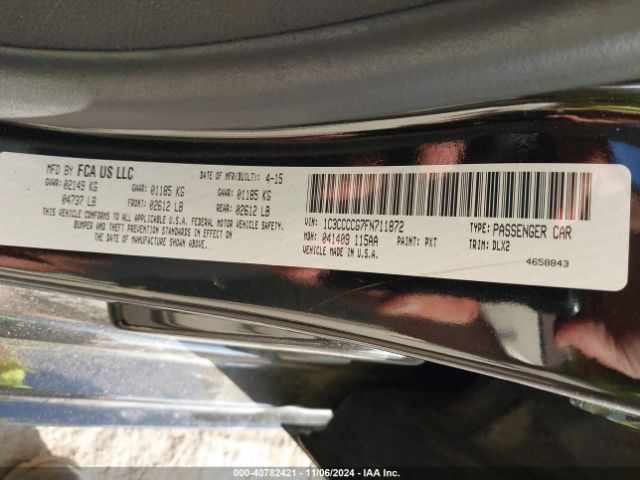 MFD BY FCA US LLC DATE OF MFR(BUILT): 4-15
GVWR: 02149 KG GAWR: 01185 KG GAWR: 01185 KG
04737 LB FRONT: 02612 LB REAR: 02612 LB
THIS VEHICLE CONFORMS TO ALL APPLICABLE U.S.A. FEDERAL MOTOR VEHICLE SAFETY,
BUMPER AND THEFT PREVENTION STANDARDS IN EFFECT ON
THE DATE OF MANUFACTURE SHOWN ABOVE.
VIN: 1C3CCCCG7FN711872 TYPE: PASSENGER CAR
MDH: 041409 115AA PAINT: PXT TRIM: DLX2
VEHICLE MADE IN U.S.A.
4658843
000-40782421 - 11/06/2024 - IAA Inc.